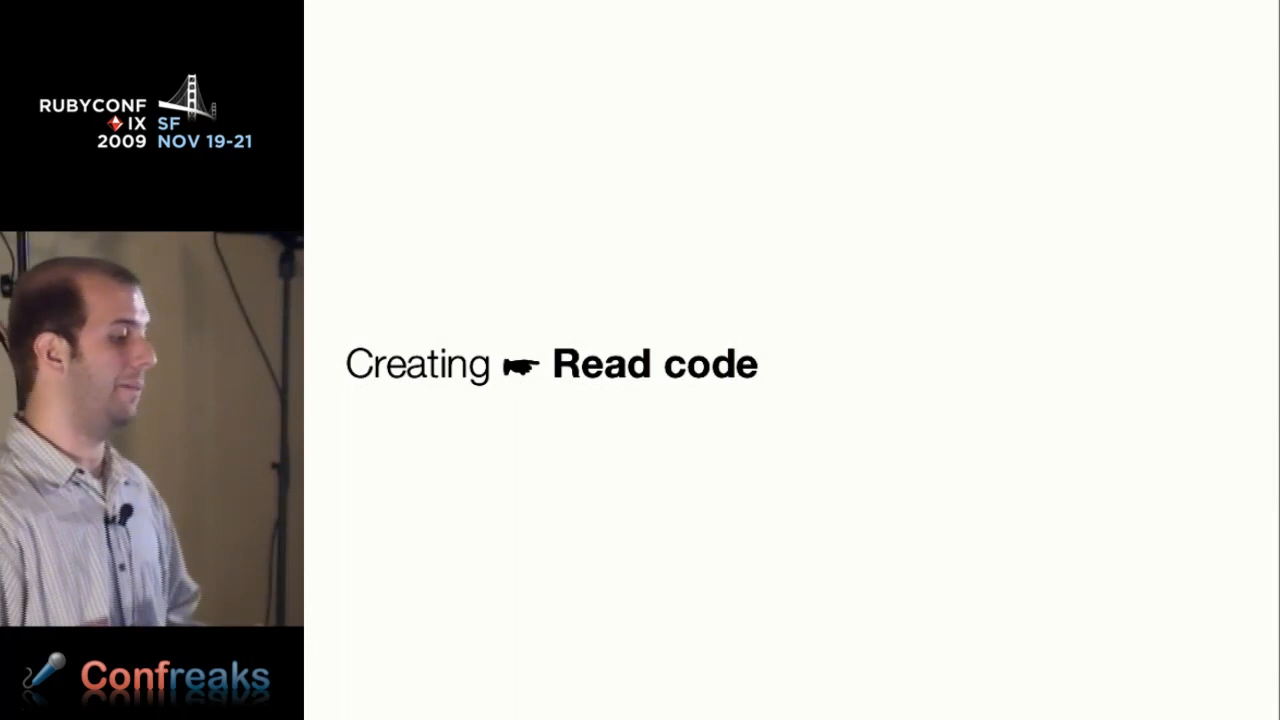 RUBYCONF
IX SF
2009 NOV 19-21
Creating ☛ Read code
Confreaks